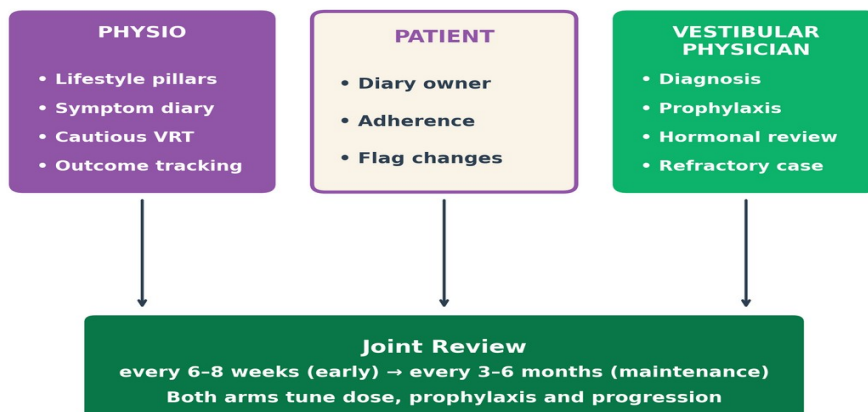 PHYSIO
• Lifestyle pillars
• Symptom diary
• Cautious VRT
• Outcome tracking
PATIENT
• Diary owner
• Adherence
• Flag changes
VESTIBULAR
PHYSICIAN
• Diagnosis
• Prophylaxis
• Hormonal review
• Refractory case
Joint Review
every 6–8 weeks (early) → every 3–6 months (maintenance)
Both arms tune dose, prophylaxis and progression